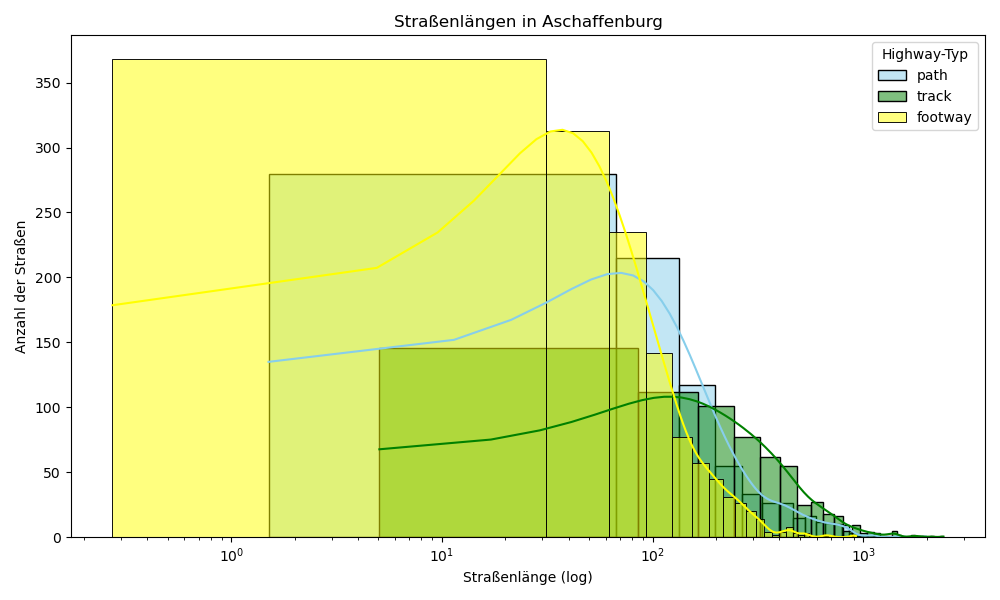 Straßenlängen in Aschaffenburg
Highway-Typ
path
track
footway
Anzahl der Straßen
350
300
250
200
150
100
50
0
10⁰
10¹
10²
10³
Straßenlänge (log)